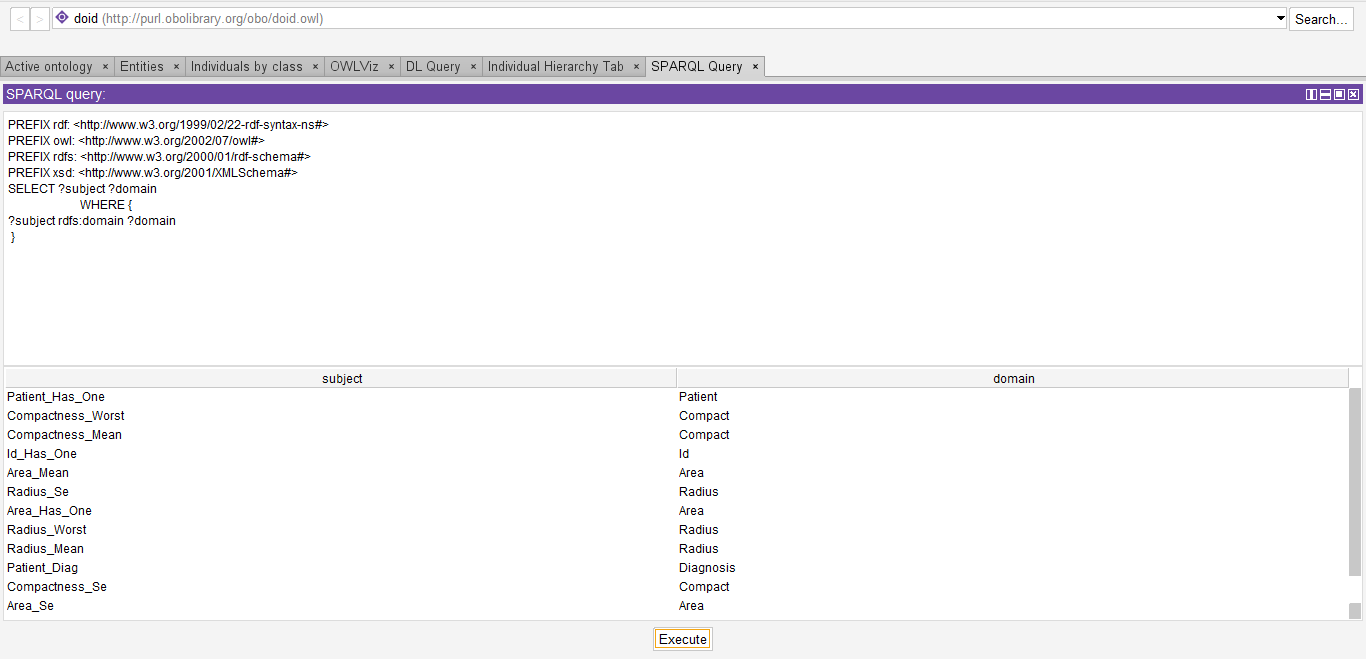 < > doid (http://purl.obolibrary.org/obo/doid.owl) Search...
Active ontology × Entities × Individuals by class × OWLViz × DL Query × Individual Hierarchy Tab × SPARQL Query ×
SPARQL query:
PREFIX rdf: <http://www.w3.org/1999/02/22-rdf-syntax-ns#>
PREFIX owl: <http://www.w3.org/2002/07/owl#>
PREFIX rdfs: <http://www.w3.org/2000/01/rdf-schema#>
PREFIX xsd: <http://www.w3.org/2001/XMLSchema#>
SELECT ?subject ?domain
WHERE {
?subject rdfs:domain ?domain
}
subject domain
Patient_Has_One Patient
Compactness_Worst Compact
Compactness_Mean Compact
Id_Has_One Id
Area_Mean Area
Radius_Se Radius
Area_Has_One Area
Radius_Worst Radius
Radius_Mean Radius
Patient_Diag Diagnosis
Compactness_Se Compact
Area_Se Area
Execute